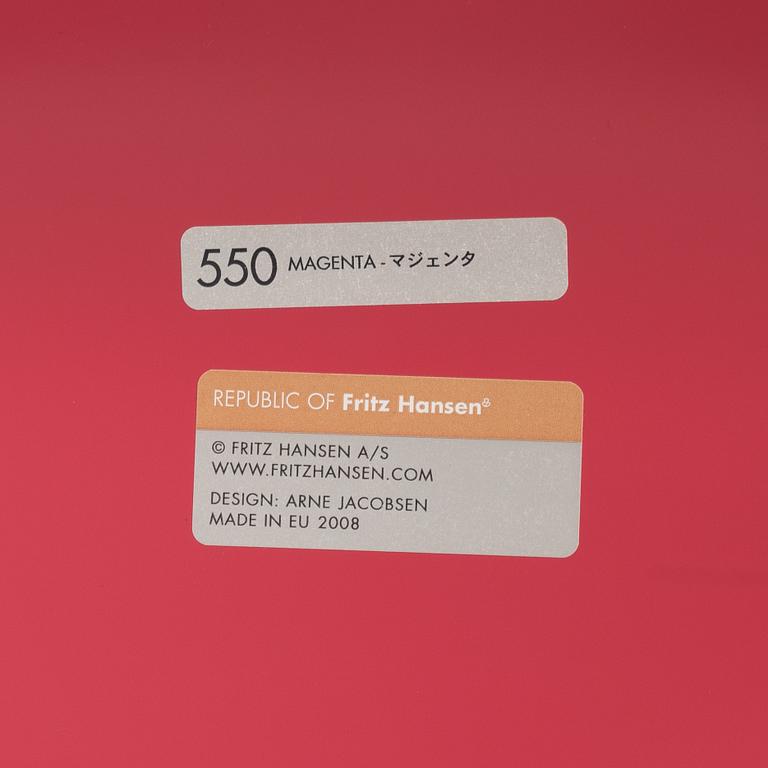 550 MAGENTA - マジェンタ
REPUBLIC OF Fritz Hansen
© FRITZ HANSEN A/S
WWW.FRITZHANSEN.COM
DESIGN: ARNE JACOBSEN
MADE IN EU 2008